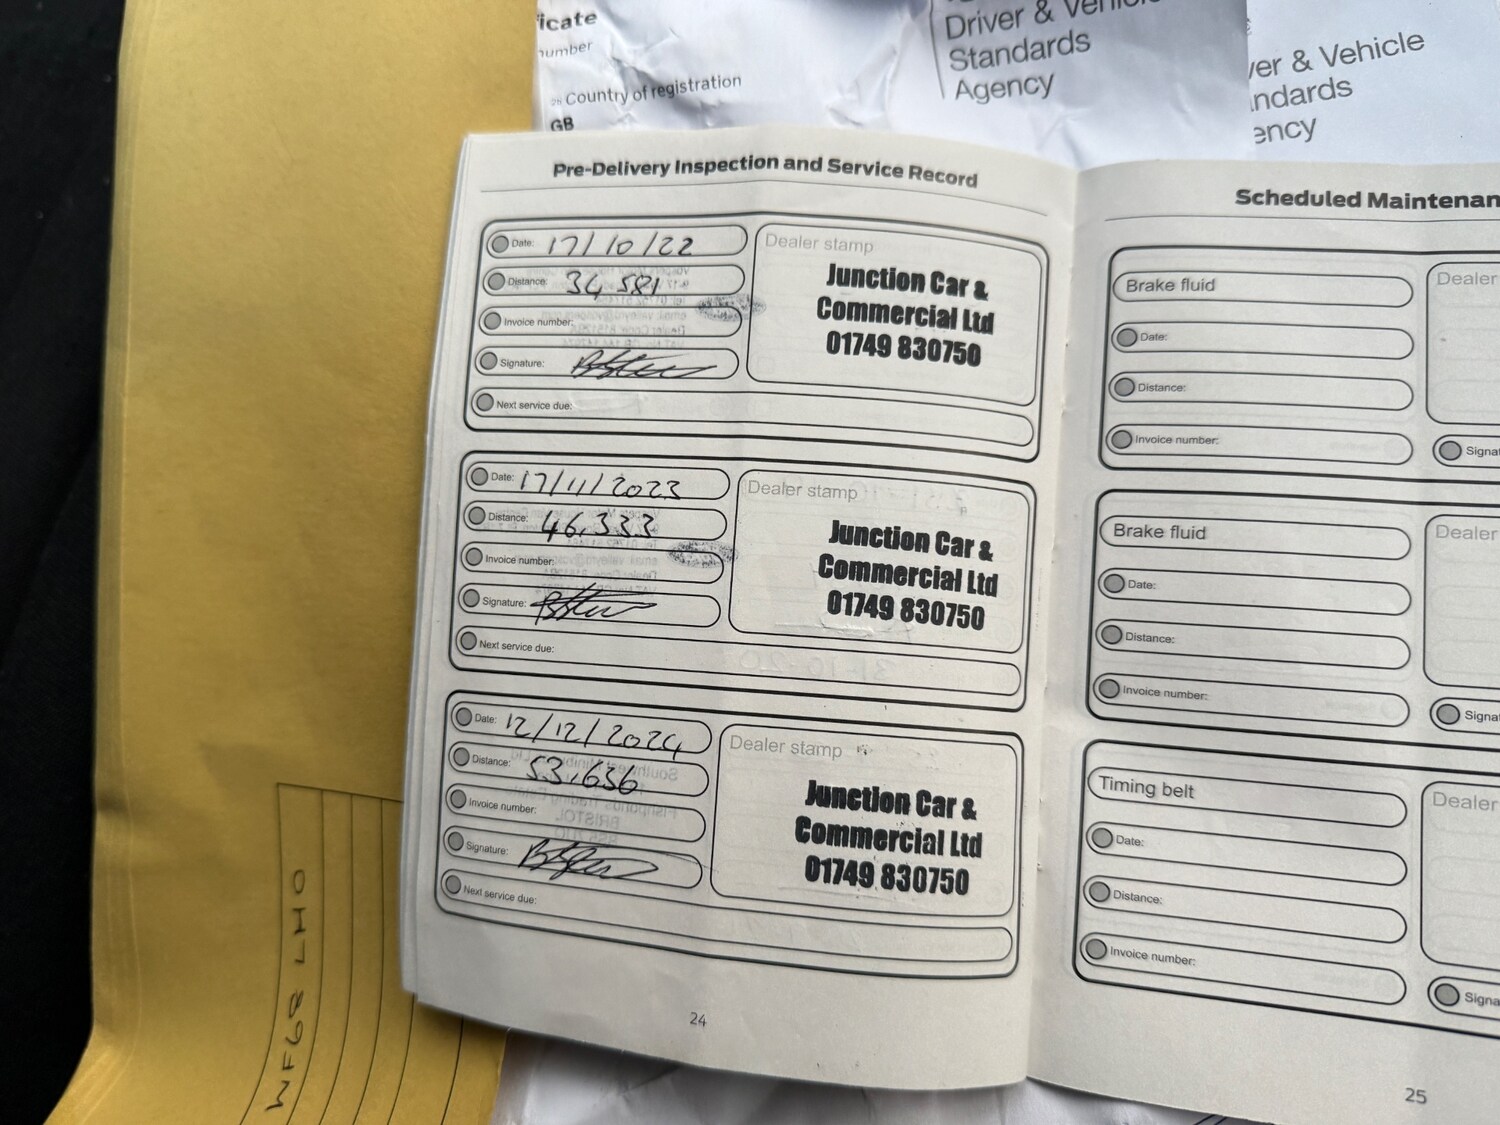 icate
number
Country of registration
GB
Driver & Vehicle
Standards
Agency
ver & Vehicle
ndards
ency
Pre-Delivery Inspection and Service Record
Date: 17/10/22
Distance: 34 581
Invoice number:
Signature:
Next service due:
Dealer stamp
Junction Car &
Commercial Ltd
01749 830750
Date: 17/11/2023
Distance: 46,333
Invoice number:
Signature:
Next service due:
Dealer stamp
Junction Car &
Commercial Ltd
01749 830750
Date: 12/12/2024
Distance: 53,636
Invoice number:
Signature:
Next service due:
Dealer stamp
Junction Car &
Commercial Ltd
01749 830750
24
Scheduled Maintenan
Brake fluid
Date:
Distance:
Invoice number:
Dealer
Signa
Brake fluid
Date:
Distance:
Invoice number:
Dealer
Signa
Timing belt
Date:
Distance:
Invoice number:
Dealer
Signa
25
WF68 LHO